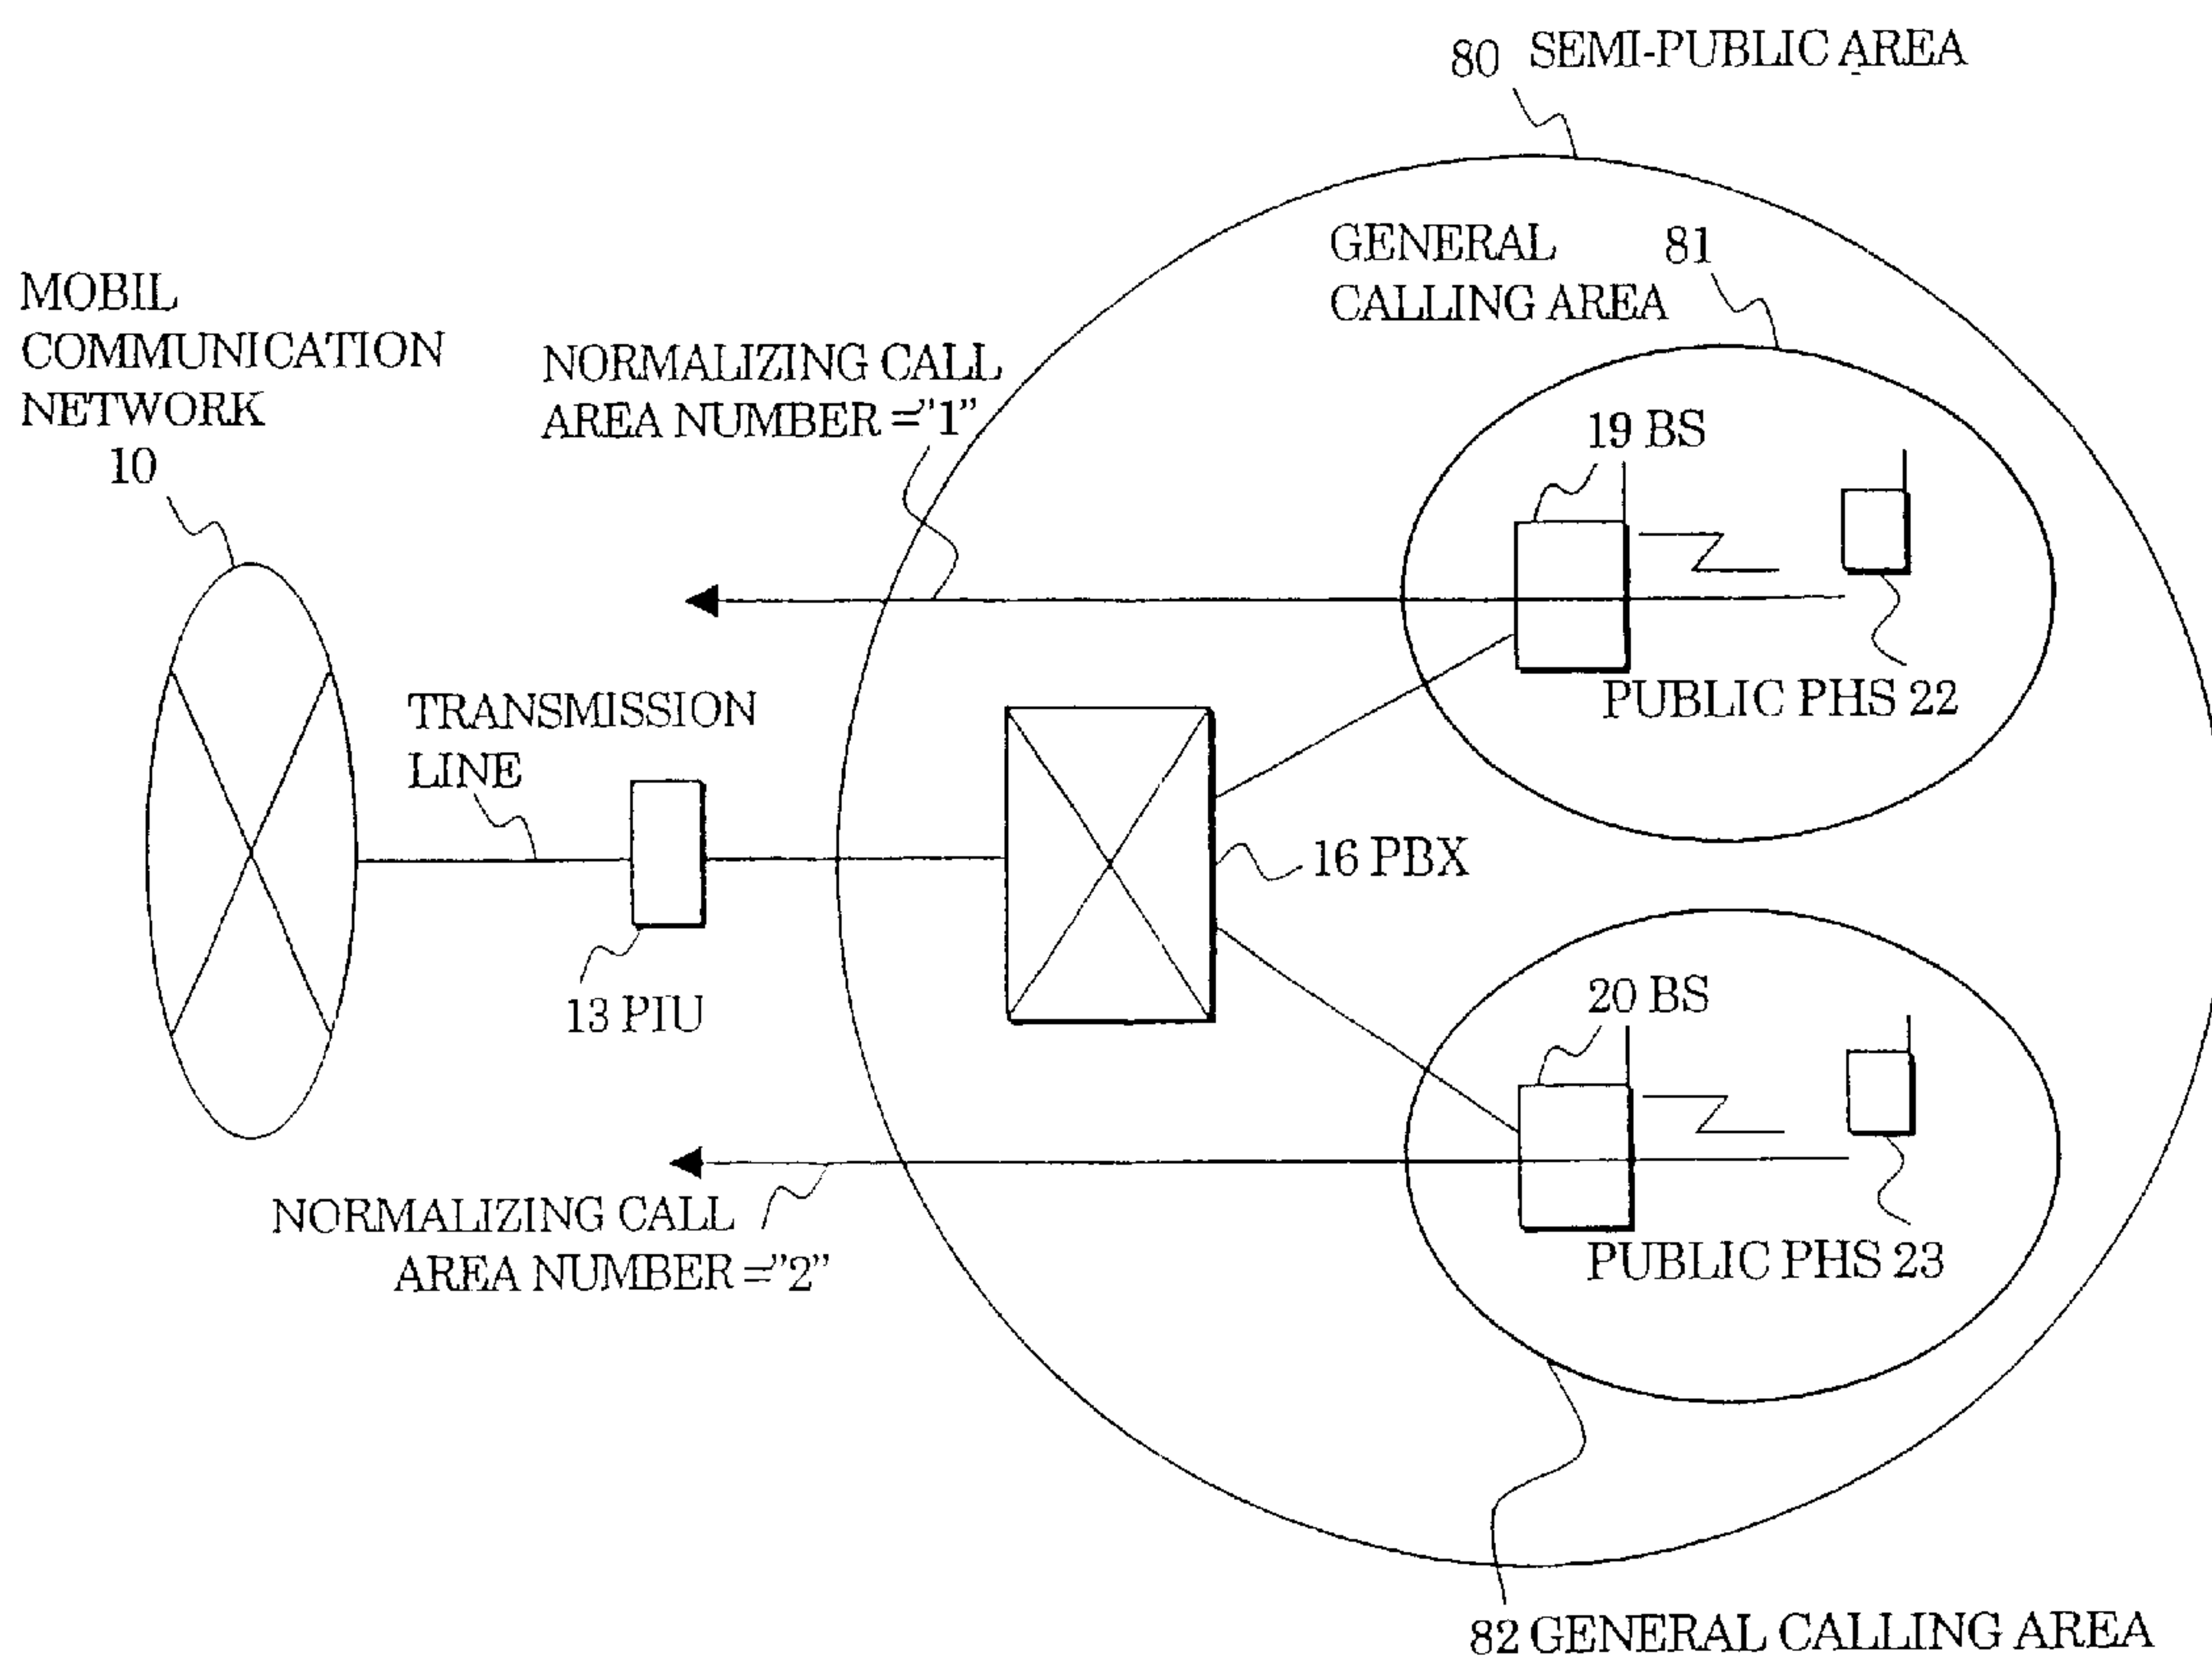 80 SEMI-PUBLIC AREA
GENERAL 81
CALLING AREA
MOBIL
COMMUNICATION
NETWORK
10
NORMALIZING CALL
AREA NUMBER ="1"
19 BS
PUBLIC PHS 22
TRANSMISSION
LINE
16 PBX
13 PIU
20 BS
PUBLIC PHS 23
NORMALIZING CALL
AREA NUMBER ="2"
82 GENERAL CALLING AREA